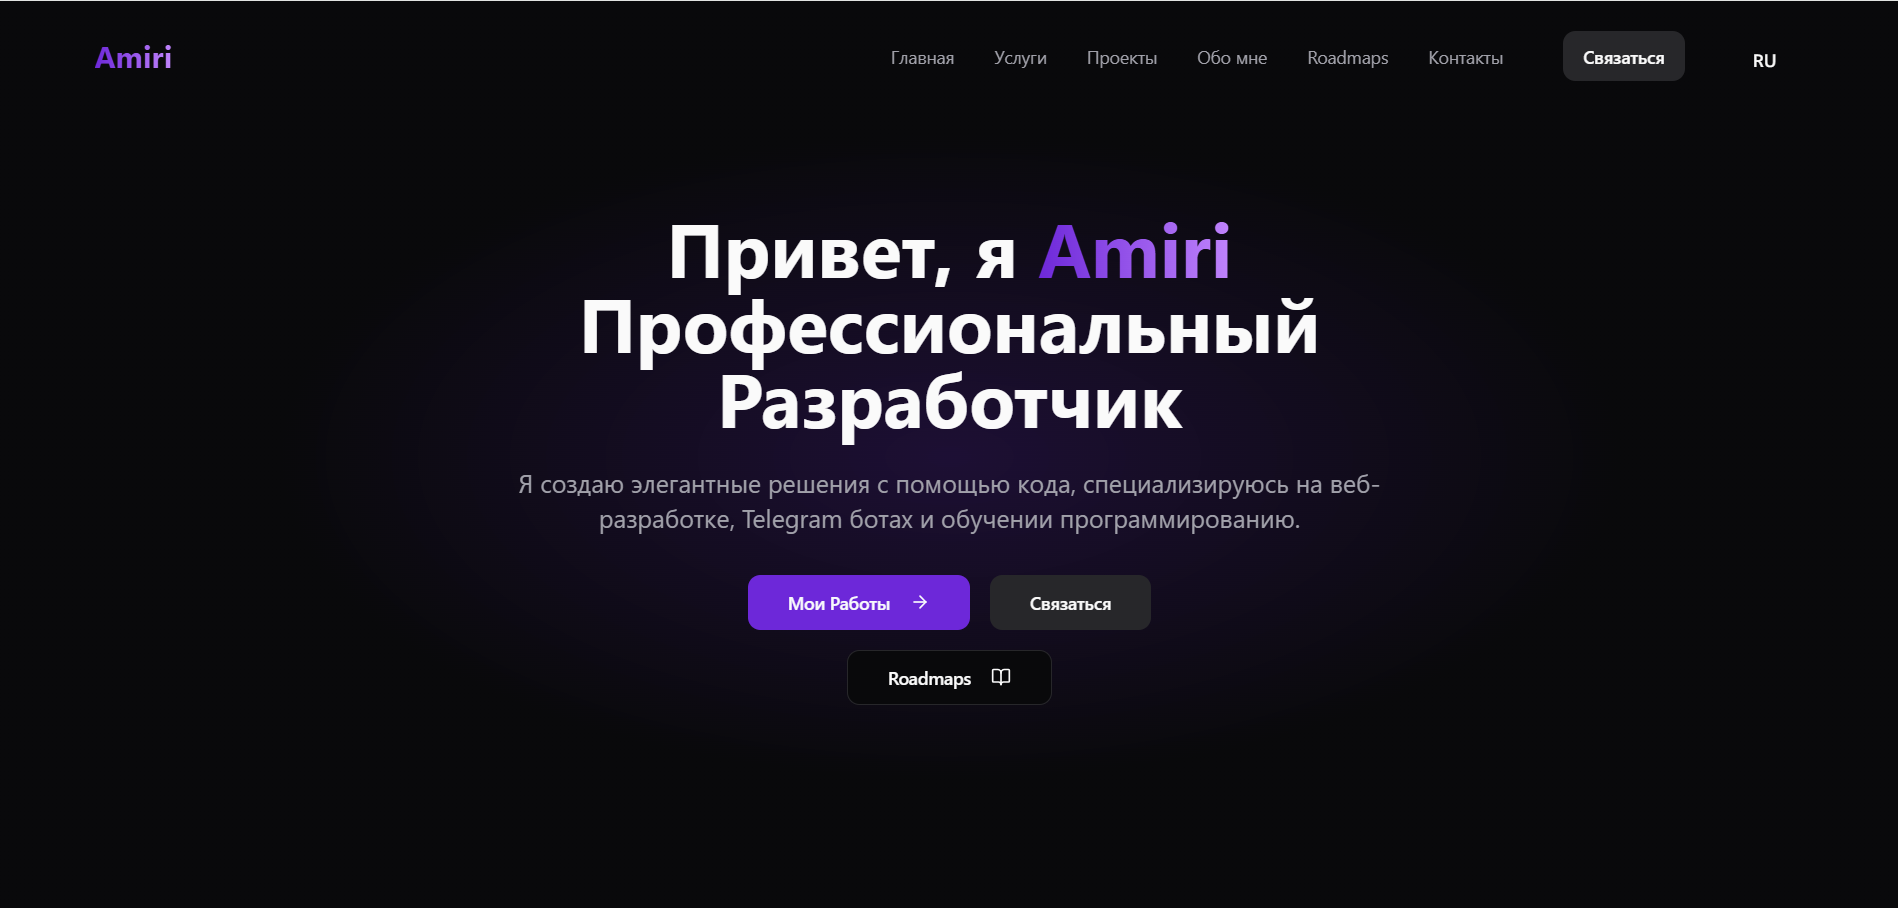 Amiri
Главная
Услуги
Проекты
Обо мне
Roadmaps
Контакты
Связаться
RU
Привет, я Amiri
Профессиональный
Разработчик
Я создаю элегантные решения с помощью кода, специализируюсь на веб-
разработке, Telegram ботах и обучении программированию.
Мои Работы
Связаться
Roadmaps